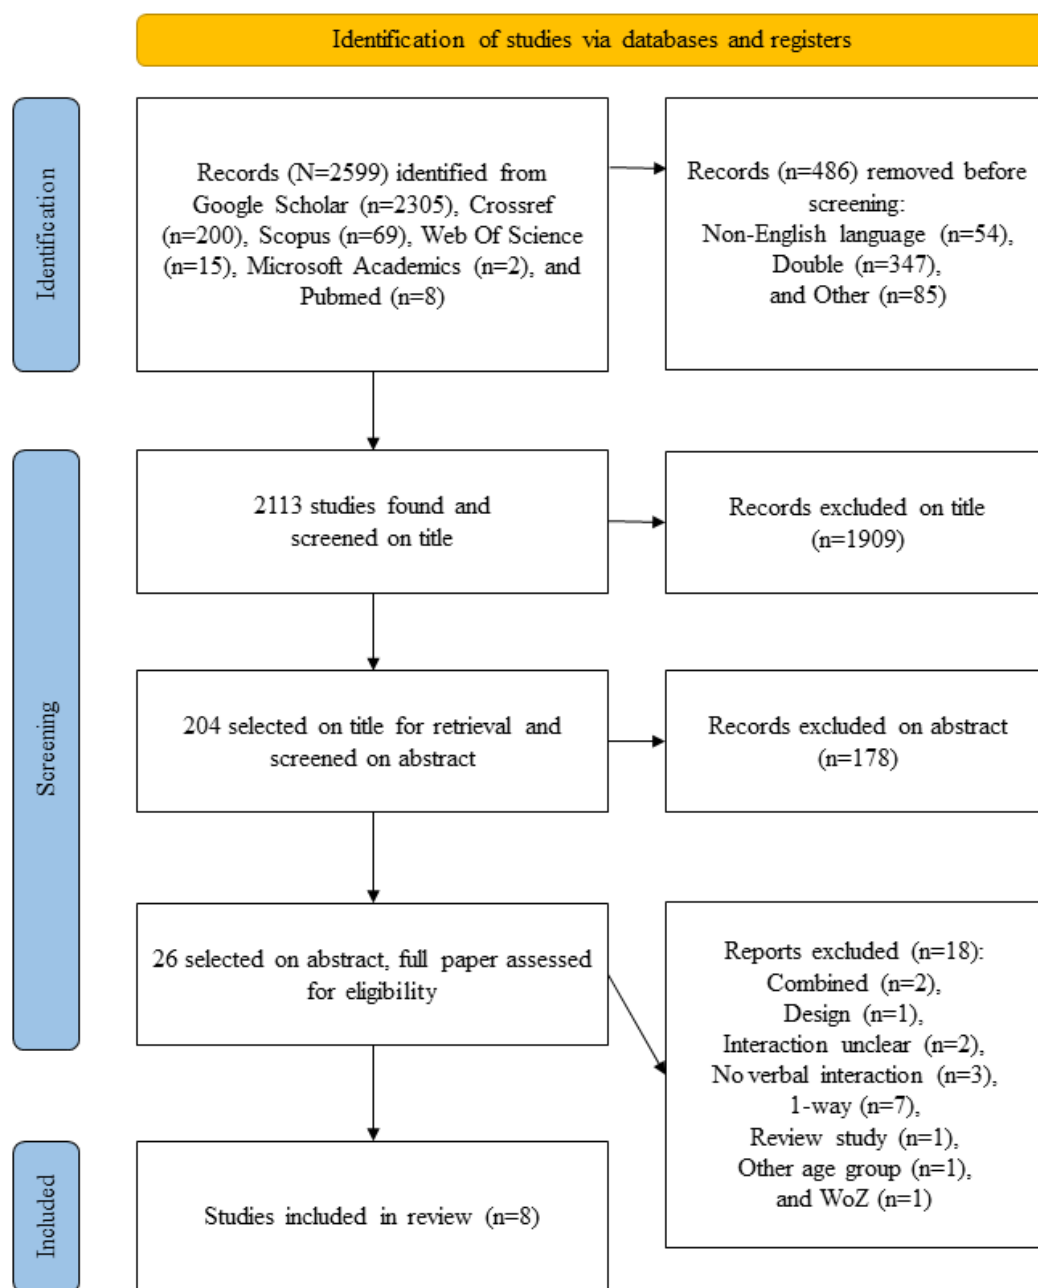 Identification of studies via databases and registers
Identification
Records (N=2599) identified from
Google Scholar (n=2305), Crossref
(n=200), Scopus (n=69), Web Of Science
(n=15), Microsoft Academics (n=2), and
Pubmed (n=8)
Records (n=486) removed before
screening:
Non-English language (n=54),
Double (n=347),
and Other (n=85)
Screening
2113 studies found and
screened on title
Records excluded on title
(n=1909)
204 selected on title for retrieval and
screened on abstract
Records excluded on abstract
(n=178)
26 selected on abstract, full paper assessed
for eligibility
Reports excluded (n=18):
Combined (n=2),
Design (n=1),
Interaction unclear (n=2),
No verbal interaction (n=3),
1-way (n=7),
Review study (n=1),
Other age group (n=1),
and WoZ (n=1)
Included
Studies included in review (n=8)